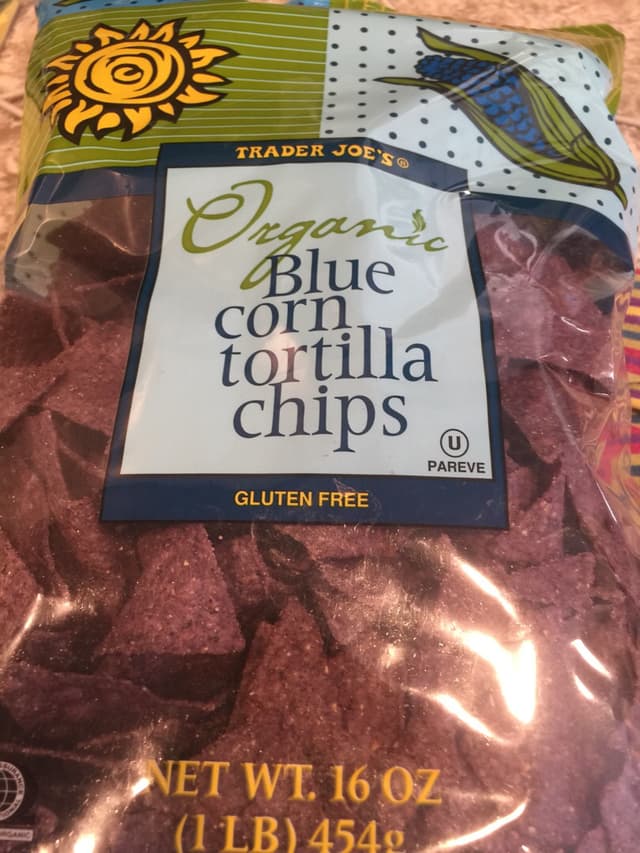 TRADER JOE'S®
Organic
Blue
corn
tortilla
chips
U
PAREVE
GLUTEN FREE
NET WT. 16 OZ
(1 LB) 454g